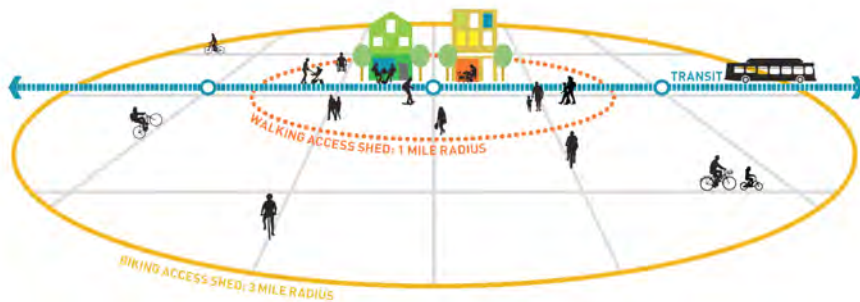 TRANSIT
WALKING ACCESS SHED: 1 MILE RADIUS
BIKING ACCESS SHED: 3 MILE RADIUS